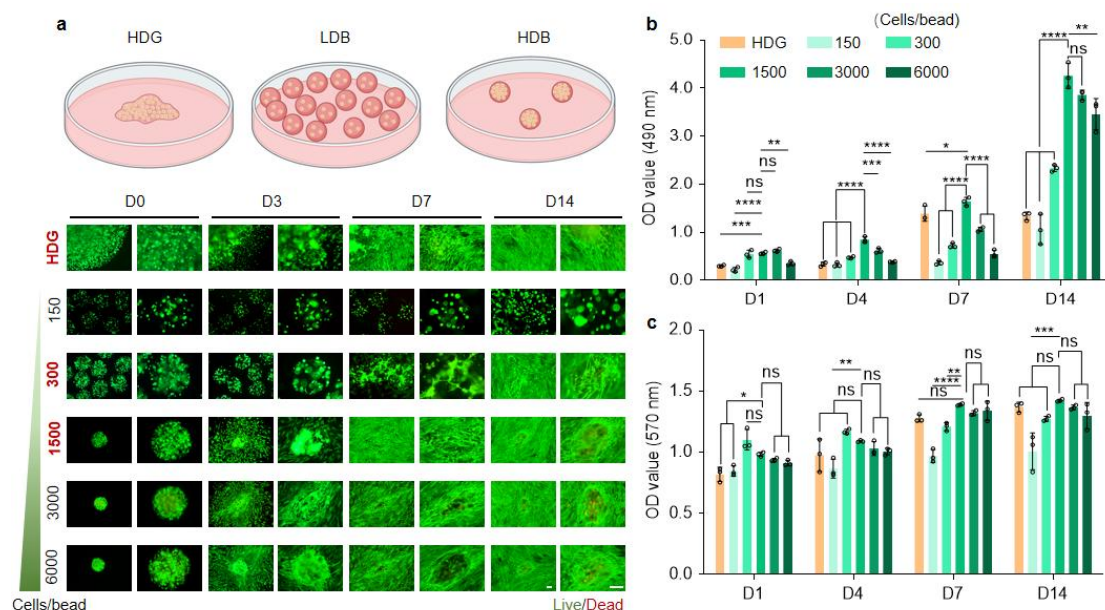 a
HDG LDB HDB
D0 D3 D7 D14
HDG
150
300
1500
3000
6000
Cells/bead Live/Dead
b
(Cells/bead)
HDG 150 300
1500 3000 6000
OD value (490 nm)
5.0
4.0
3.0
2.0
1.0
0.0
** ns ns **** ***
**** *** ****
* **** ****
**** ** ns
D1 D4 D7 D14
c
OD value (570 nm)
2.0
1.5
1.0
0.5
0.0
ns * ns
** ns ns
ns ** **** ns
*** ns ns
D1 D4 D7 D14